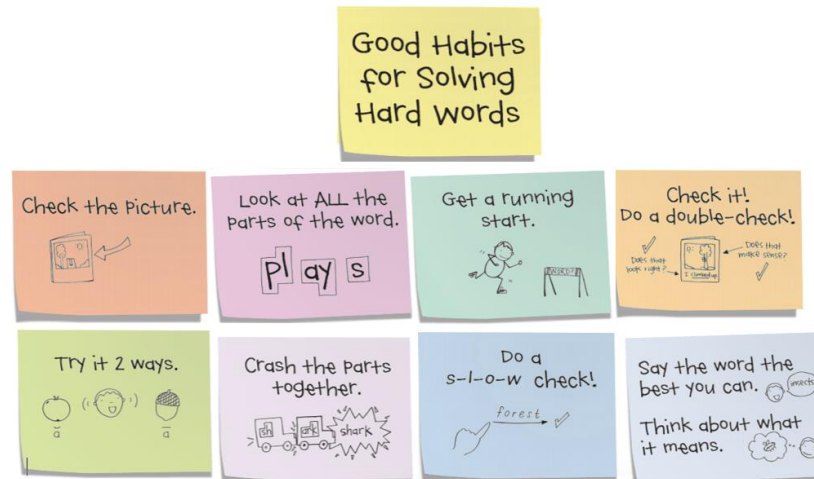 Good Habits
for Solving
Hard Words
Check the Picture.
Look at ALL the
parts of the word.
pl ay s
Get a running
start.
Check it!
Do a double-check!
Does that
look right?
Does that
make sense?
Try it 2 ways.
ă
ā
Crash the parts
together.
sh ark shark
Do a
s-l-o-w check!
forest
Say the word the
best you can.
insects
Think about what
it means.